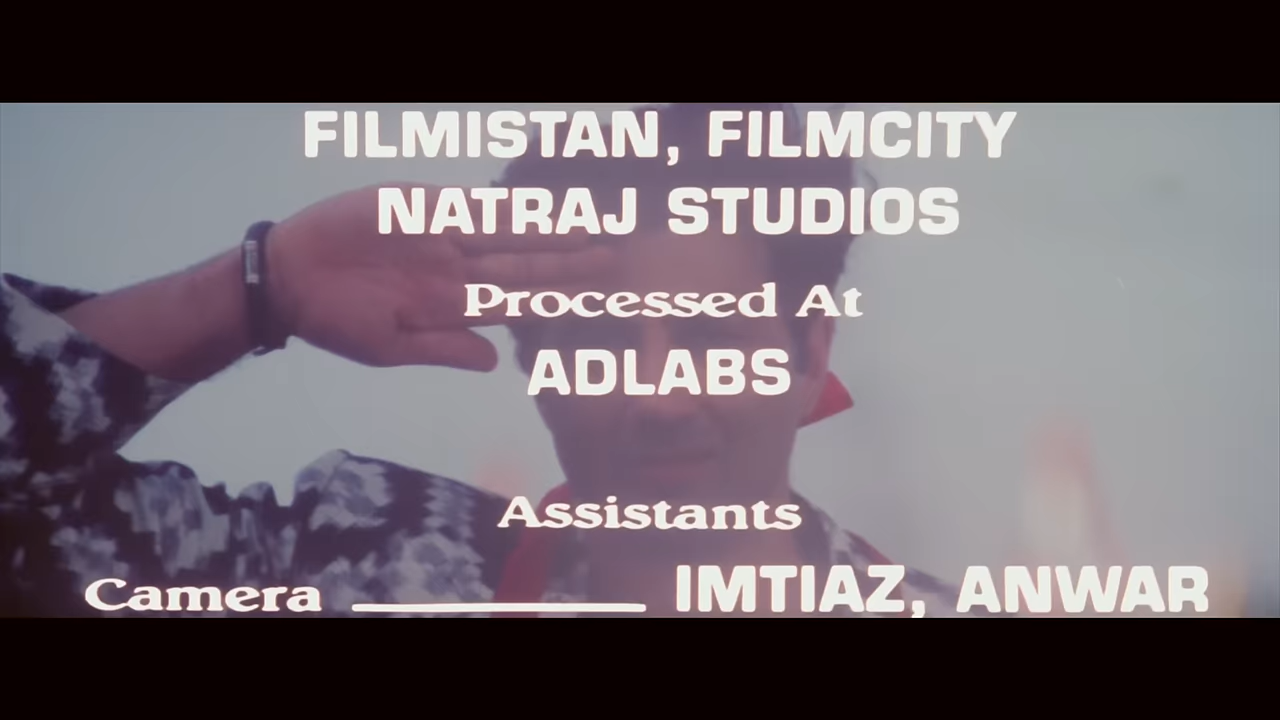 FILMISTAN, FILMCITY
NATRAJ STUDIOS
Processed At
ADLABS
Assistants
Camera IMTIAZ, ANWAR